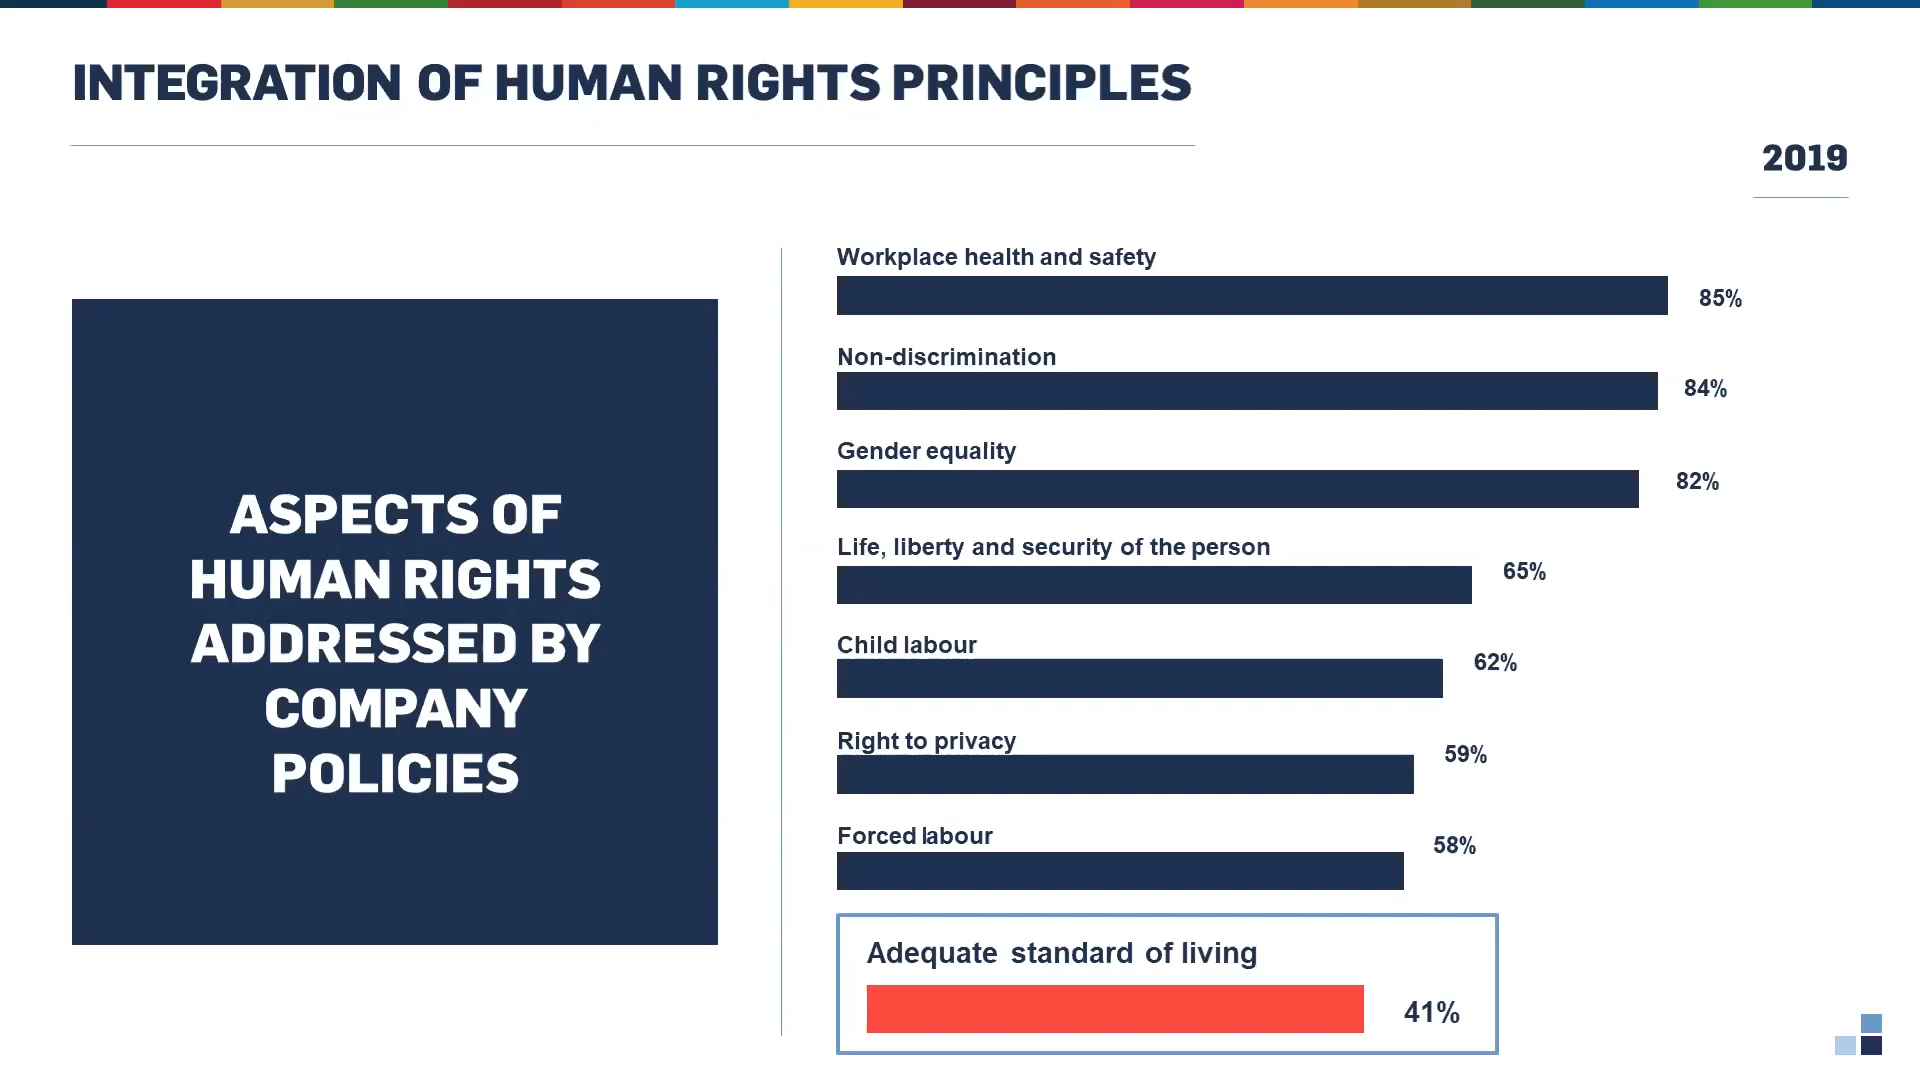 INTEGRATION OF HUMAN RIGHTS PRINCIPLES
2019
ASPECTS OF
HUMAN RIGHTS
ADDRESSED BY
COMPANY
POLICIES
Workplace health and safety
85%
Non-discrimination
84%
Gender equality
82%
Life, liberty and security of the person
65%
Child labour
62%
Right to privacy
59%
Forced labour
58%
Adequate standard of living
41%